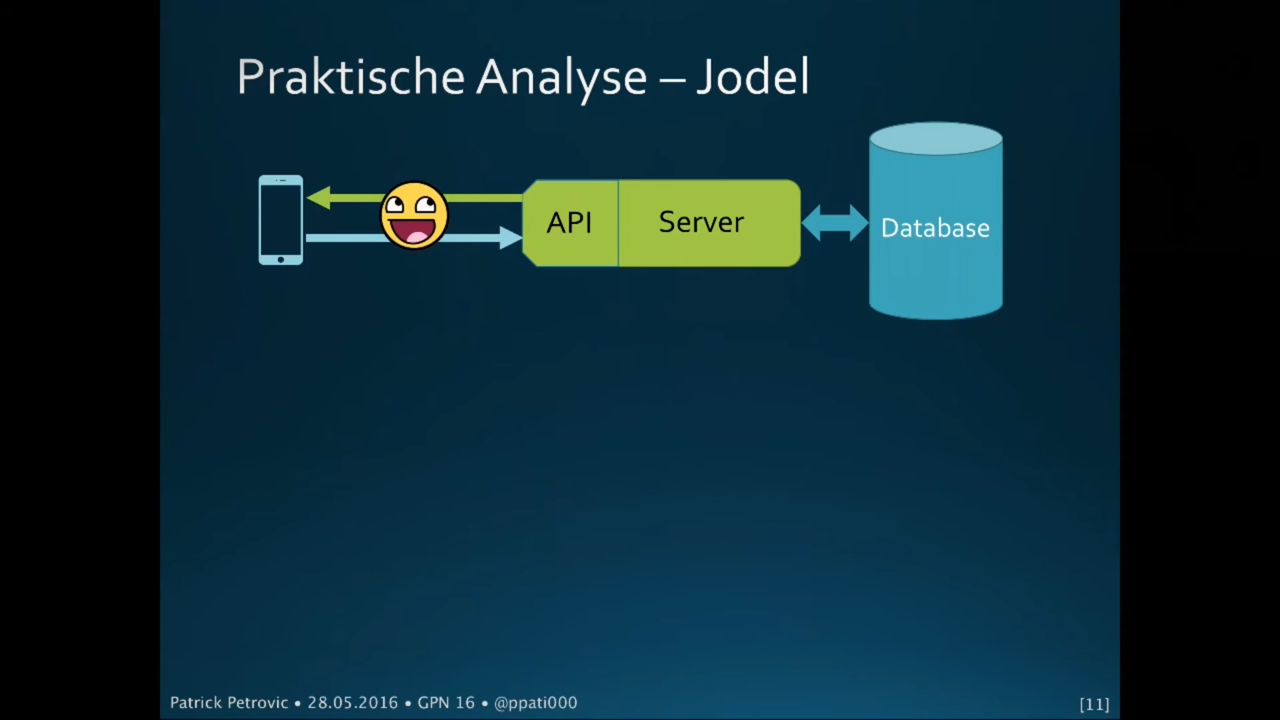 Praktische Analyse – Jodel
API
Server
Database
Patrick Petrovic • 28.05.2016 • GPN 16 • @ppati000
[11]